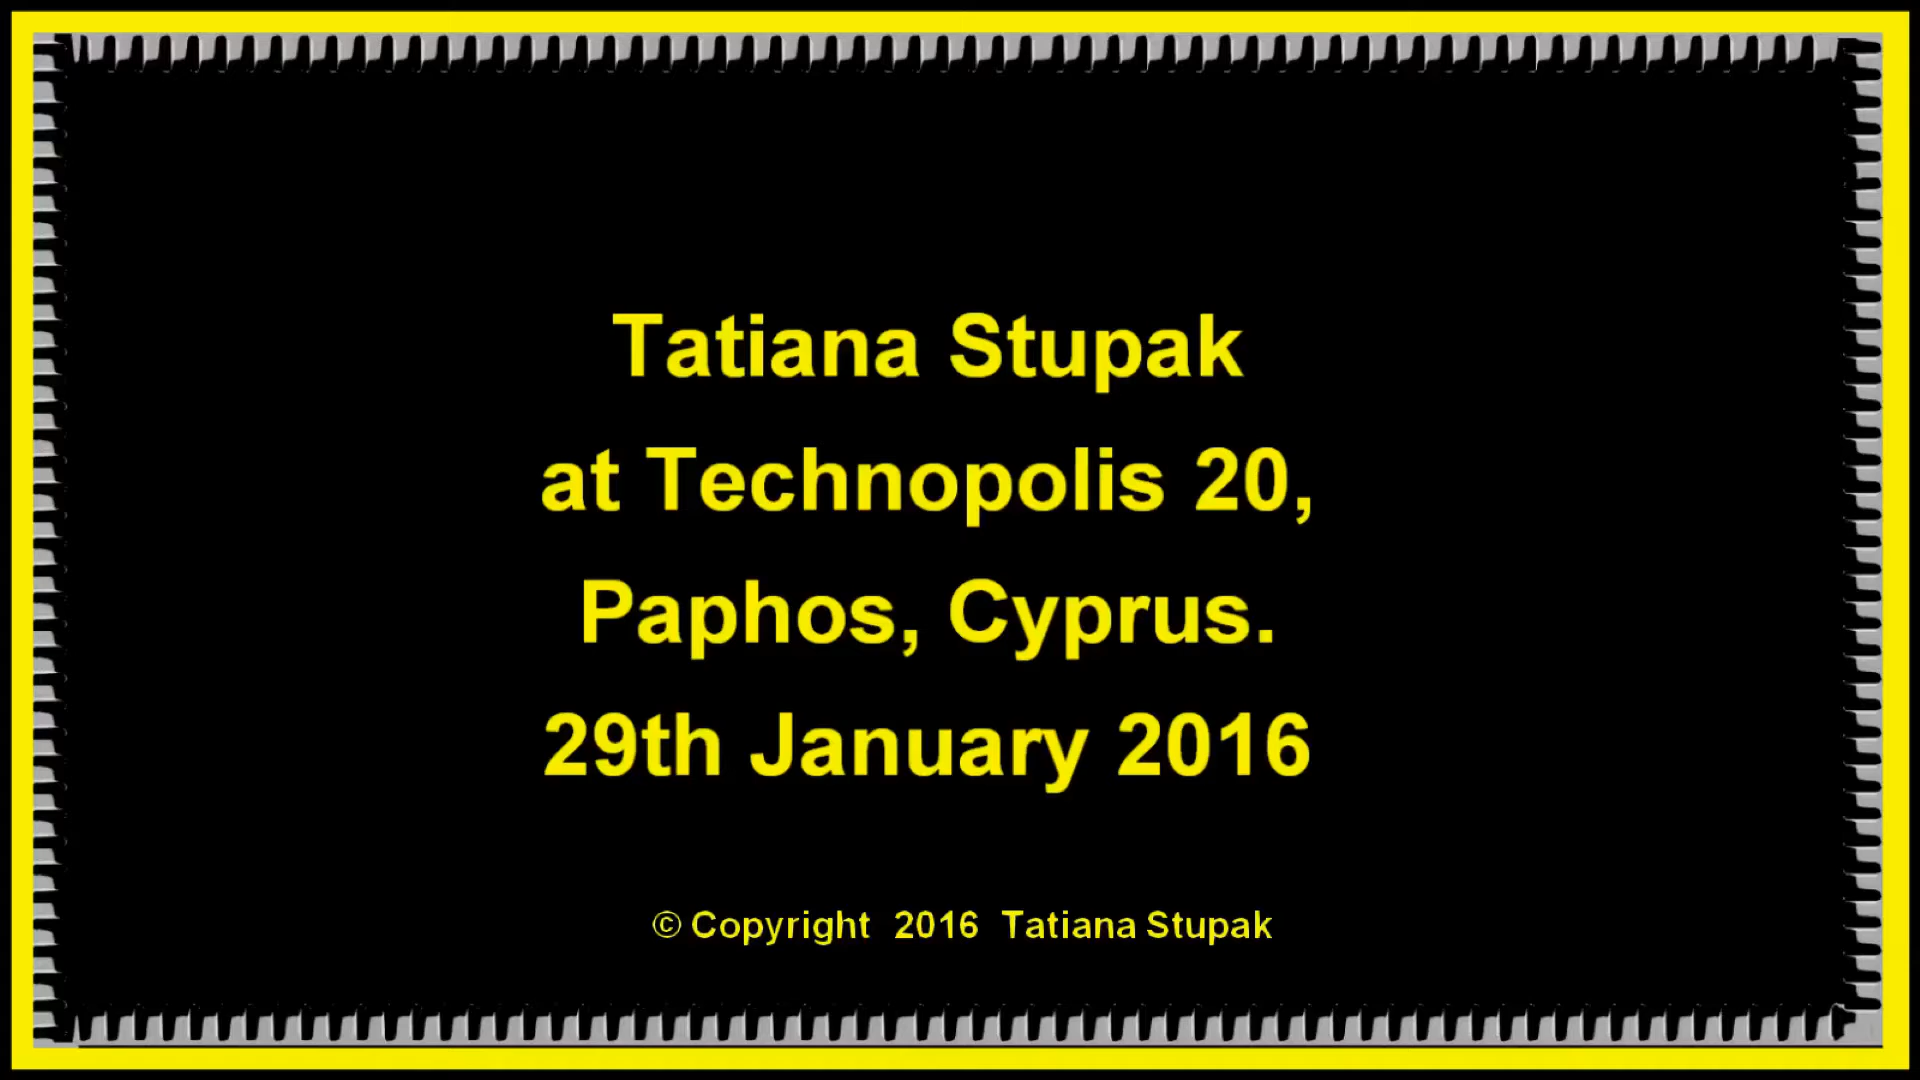 Tatiana Stupak
at Technopolis 20,
Paphos, Cyprus.
29th January 2016
© Copyright 2016 Tatiana Stupak